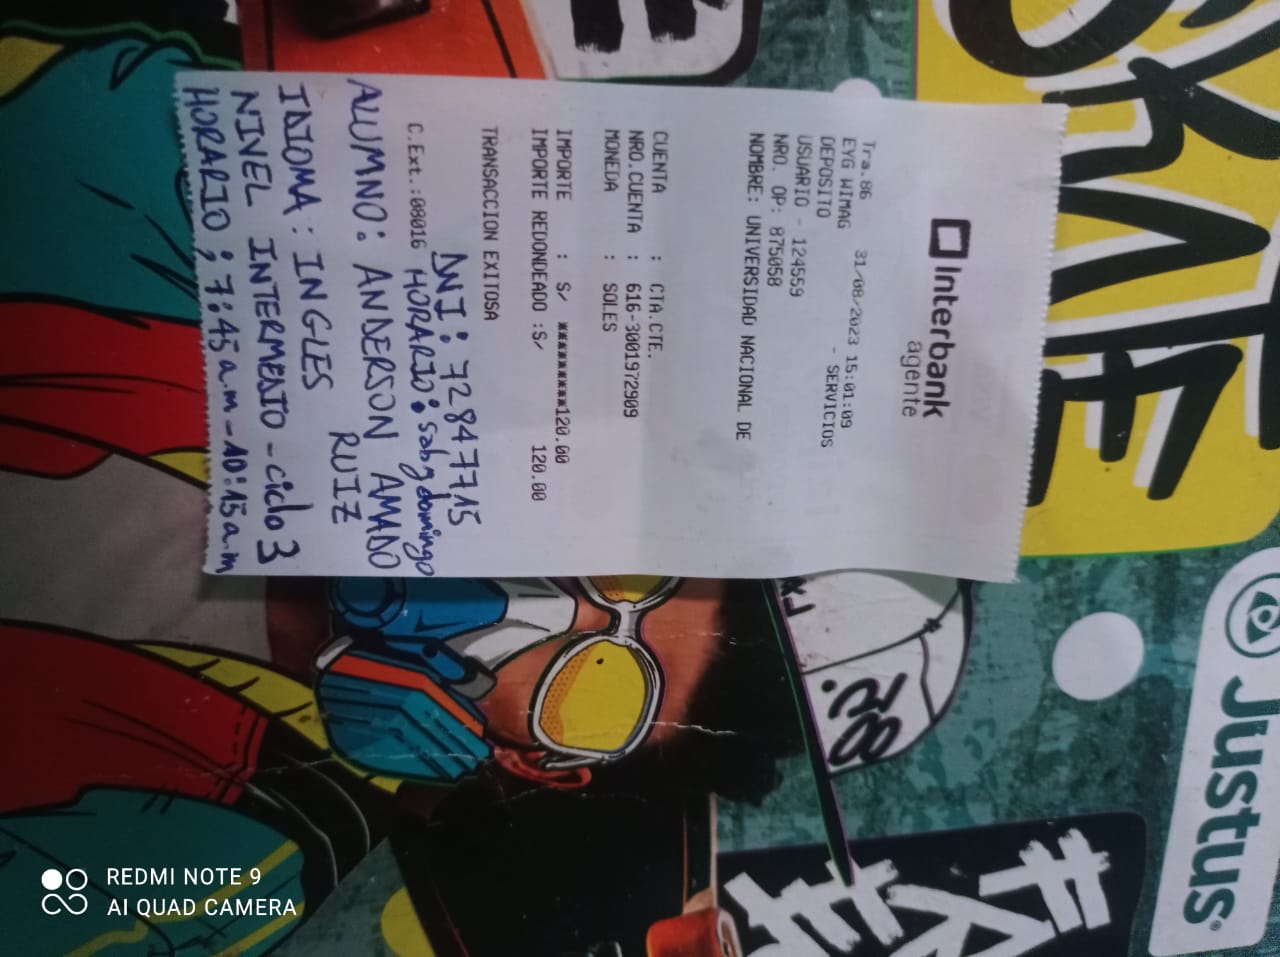 Interbank
agente
Tra.86 31/08/2023 15:01:09
EYG WIMAG - SERVICIOS
DEPOSITO
USUARIO - 124559
NRO. OP: 875058
NOMBRE: UNIVERSIDAD NACIONAL DE
CUENTA : CTA.CTE.
NRO.CUENTA : 616-3001972909
MONEDA : SOLES
IMPORTE : S/ ********120.00
IMPORTE REDONDEADO :S/ 120.00
TRANSACCION EXITOSA
DNI: 72847715
C.Ext.:08016 HORARIO: sab y domingo
ALUMNO: ANDERSON AMADO
RUIZ
IDIOMA: INGLES
NIVEL INTERMEDIO - ciclo 3
HORARIO; 7:45 a.m - 10:15 a.m
Justus
REDMI NOTE 9
AI QUAD CAMERA